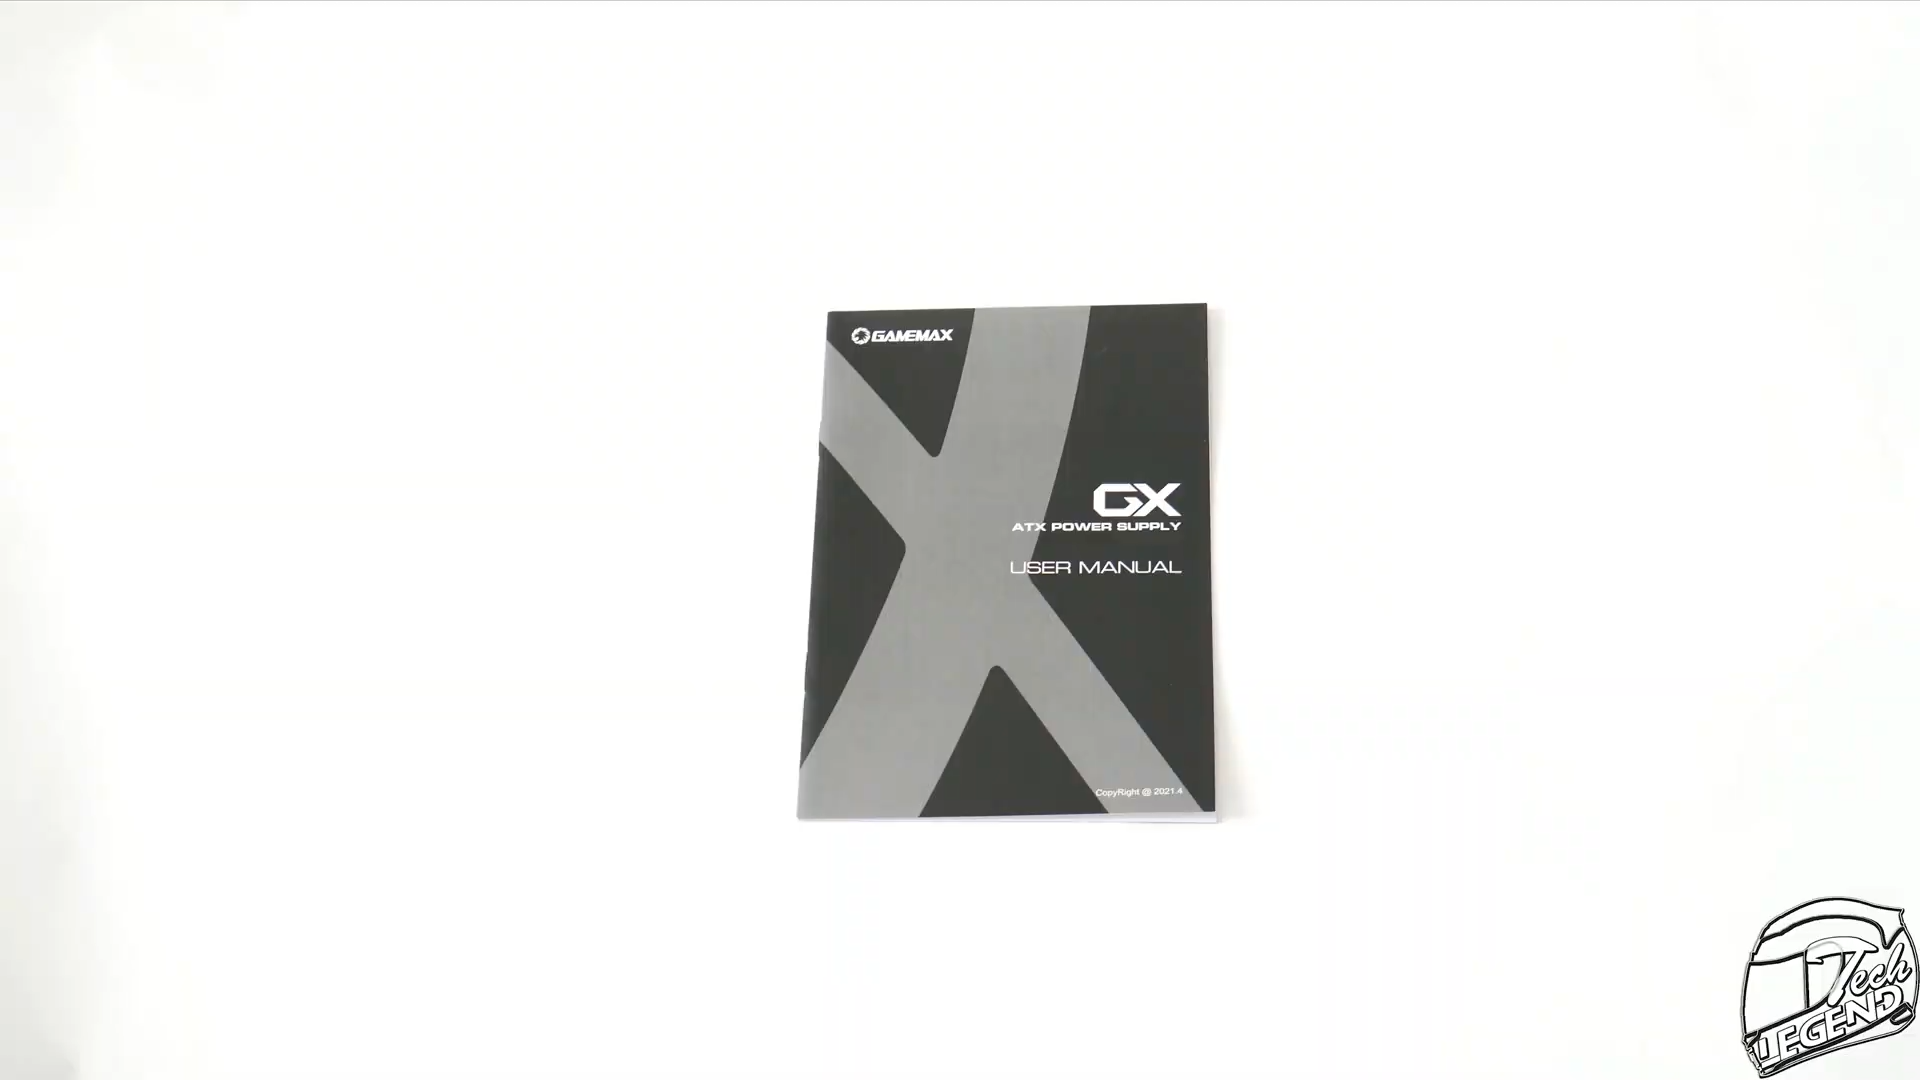 GAMEMAX
GX
ATX POWER SUPPLY
USER MANUAL
CopyRight @ 2021.4
Tech
LEGEND